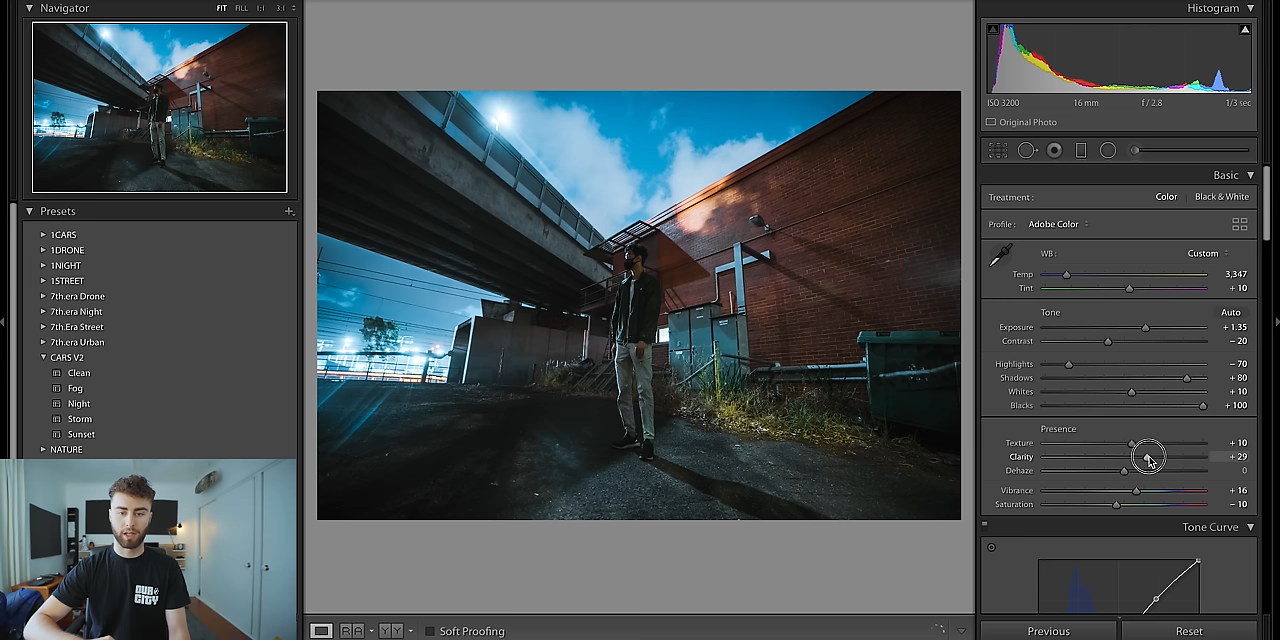 Navigator FIT FILL 1:1 3:1
Presets +
1CARS
1DRONE
1NIGHT
1STREET
7th.era Drone
7th.era Night
7th.Era Street
7th.era Urban
CARS V2
Clean
Fog
Night
Storm
Sunset
NATURE
DUB
CITY
RA YY Soft Proofing
Histogram
ISO 3200 16 mm f / 2.8 1/3 sec
Original Photo
Basic
Treatment : Color Black & White
Profile : Adobe Color
WB : Custom
Temp 3,347
Tint + 10
Tone Auto
Exposure + 1.35
Contrast – 20
Highlights – 70
Shadows + 80
Whites + 10
Blacks + 100
Presence
Texture + 10
Clarity + 29
Dehaze 0
Vibrance + 16
Saturation – 10
Tone Curve
Previous Reset